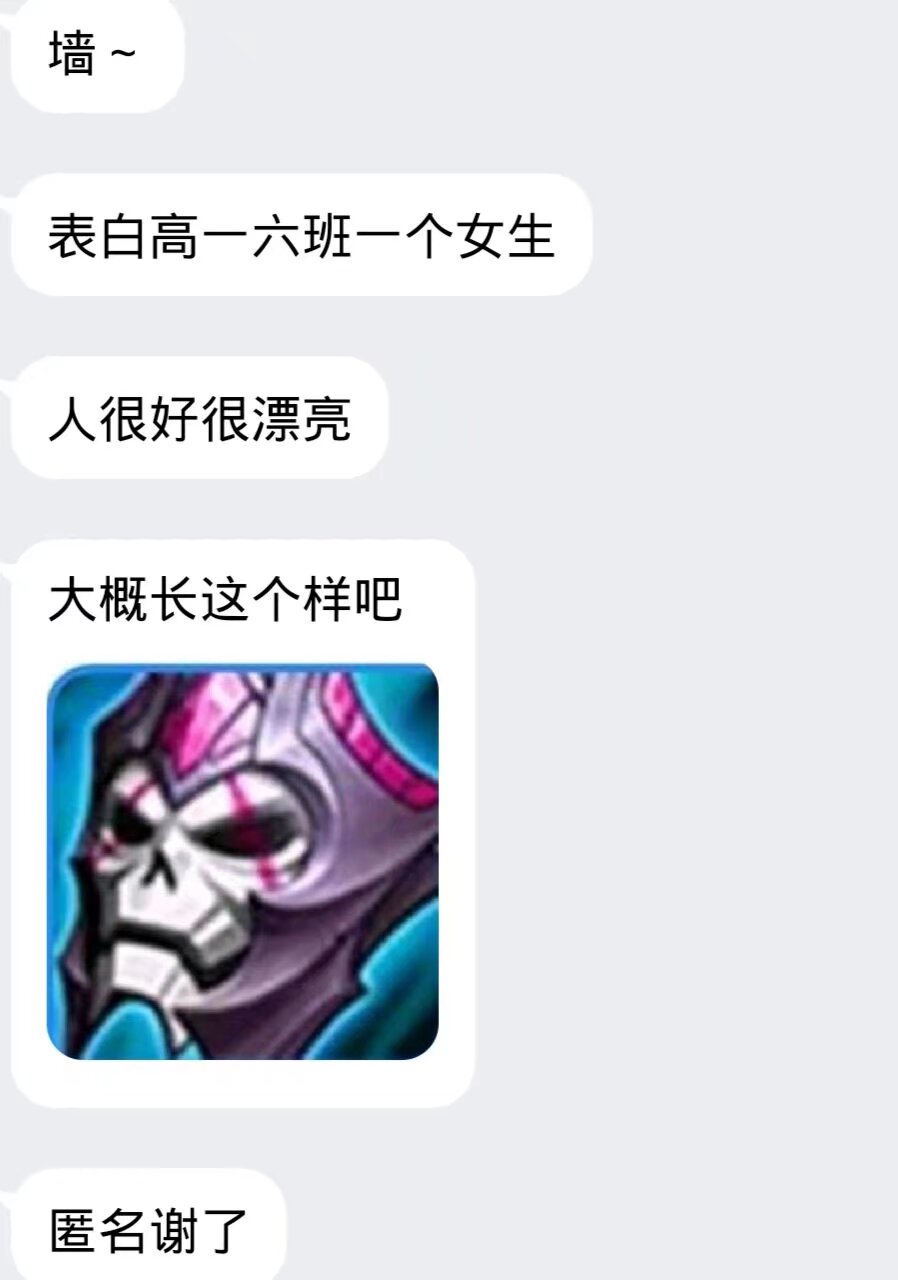 墙~
表白高一六班一个女生
人很好很漂亮
大概长这个样吧
匿名谢了